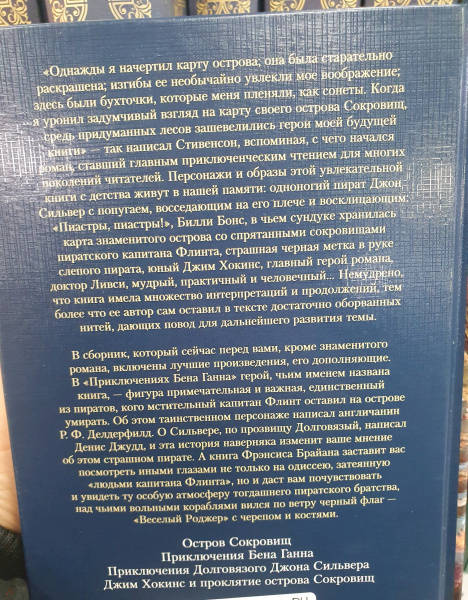 «Однажды я начертил карту острова; она была старательно
раскрашена; изгибы ее необычайно увлекли мое воображение;
здесь были бухточки, которые меня пленяли, как сонеты. Когда
я уронил задумчивый взгляд на карту своего острова Сокровищ,
средь придуманных лесов зашевелились герои моей будущей
книги» так написал Стивенсон, вспоминая, с чего начался
роман, ставший главным приключенческим чтением для многих
поколений читателей. Персонажи и образы этой увлекательной
книги с детства живут в нашей памяти: одноногий пират Джон
Сильвер с попугаем, восседающим на его плече и восклицающим:
«Пиастры, пиастры!», Билли Бонс, в чьем сундуке хранилась
карта знаменитого острова со спрятанными сокровищами
пиратского капитана Флинта, страшная черная метка в руке
слепого пирата, юный Джим Хокинс, главный герой романа,
доктор Ливси, мудрый, практичный и человечный... Немудрено,
что книга имела множество интерпретаций и продолжений, тем
более что ее автор сам оставил в тексте достаточно оборванных
нитей, дающих повод для дальнейшего развития темы.
В сборник, который сейчас перед вами, кроме знаменитого
романа, включены лучшие произведения, его дополняющие.
В «Приключениях Бена Ганна» герой, чьим именем названа
книга, — фигура примечательная и важная, единственный
из пиратов, кого мстительный капитан Флинт оставил на острове
умирать. Об этом таинственном персонаже написал англичанин
Р. Ф. Делдерфилд. О Сильвере, по прозвищу Долговязый, написал
Денис Джудд, и эта история наверняка изменит ваше мнение
об этом страшном пирате. А книга Фрэнсиса Брайана заставит вас
посмотреть иными глазами не только на одиссею, затеянную
«людьми капитана Флинта», но и даст вам почувствовать
и увидеть ту особую атмосферу тогдашнего пиратского братства,
над чьими вольными кораблями вился по ветру черный флаг —
«Веселый Роджер» с черепом и костями.
Остров Сокровищ
Приключения Бена Ганна
Приключения Долговязого Джона Сильвера
Джим Хокинс и проклятие острова Сокровищ